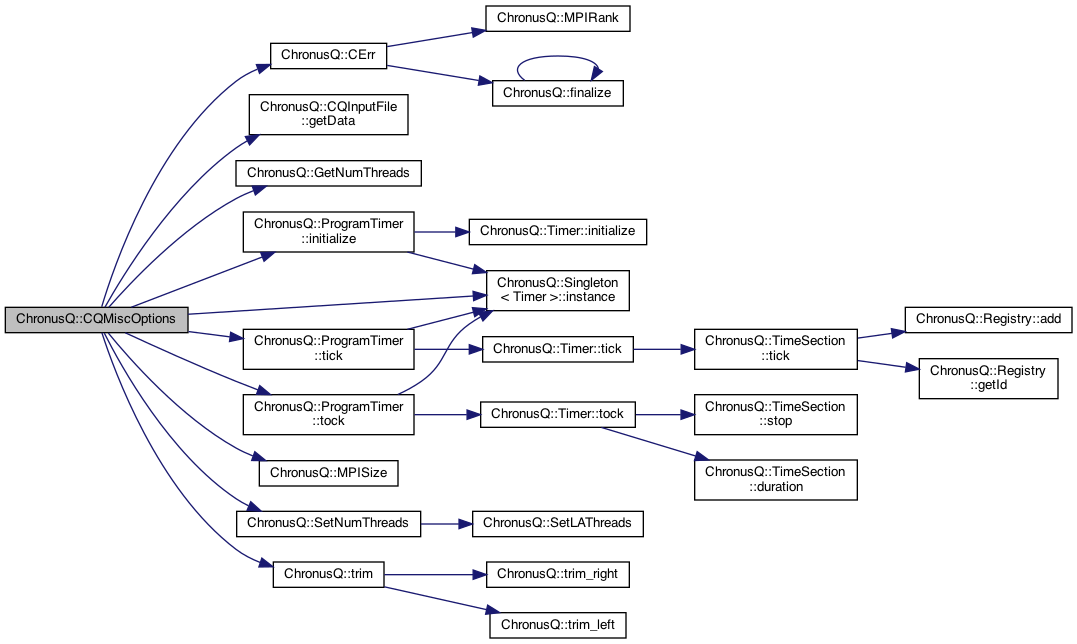 ChronusQ::MPIRank
ChronusQ::CErr
ChronusQ::finalize
ChronusQ::CQInputFile
::getData
ChronusQ::GetNumThreads
ChronusQ::ProgramTimer
::initialize
ChronusQ::Timer::initialize
ChronusQ::Singleton
< Timer >::instance
ChronusQ::CQMiscOptions
ChronusQ::Registry::add
ChronusQ::ProgramTimer
::tick
ChronusQ::Timer::tick
ChronusQ::TimeSection
::tick
ChronusQ::Registry
::getId
ChronusQ::ProgramTimer
::tock
ChronusQ::Timer::tock
ChronusQ::TimeSection
::stop
ChronusQ::MPISize
ChronusQ::TimeSection
::duration
ChronusQ::SetNumThreads
ChronusQ::SetLAThreads
ChronusQ::trim
ChronusQ::trim_right
ChronusQ::trim_left